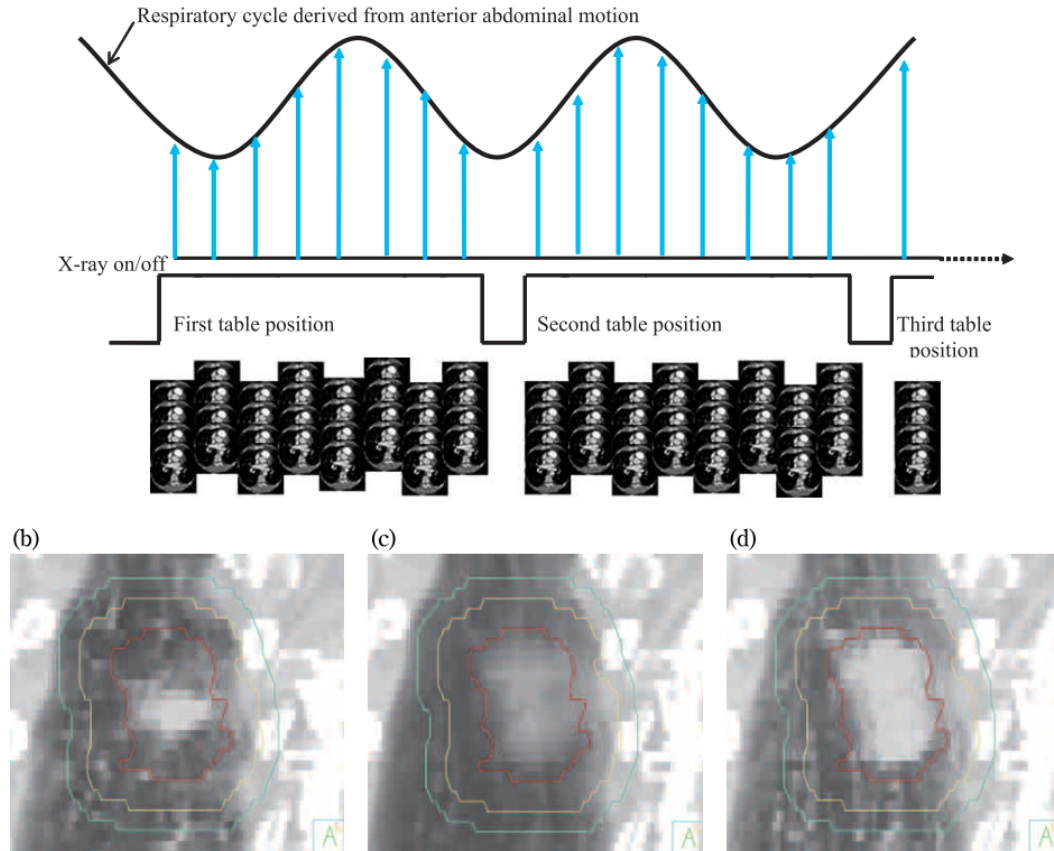 Respiratory cycle derived from anterior abdominal motion
X-ray on/off
First table position
Second table position
Third table
position
(b)
(c)
(d)
A
A
A